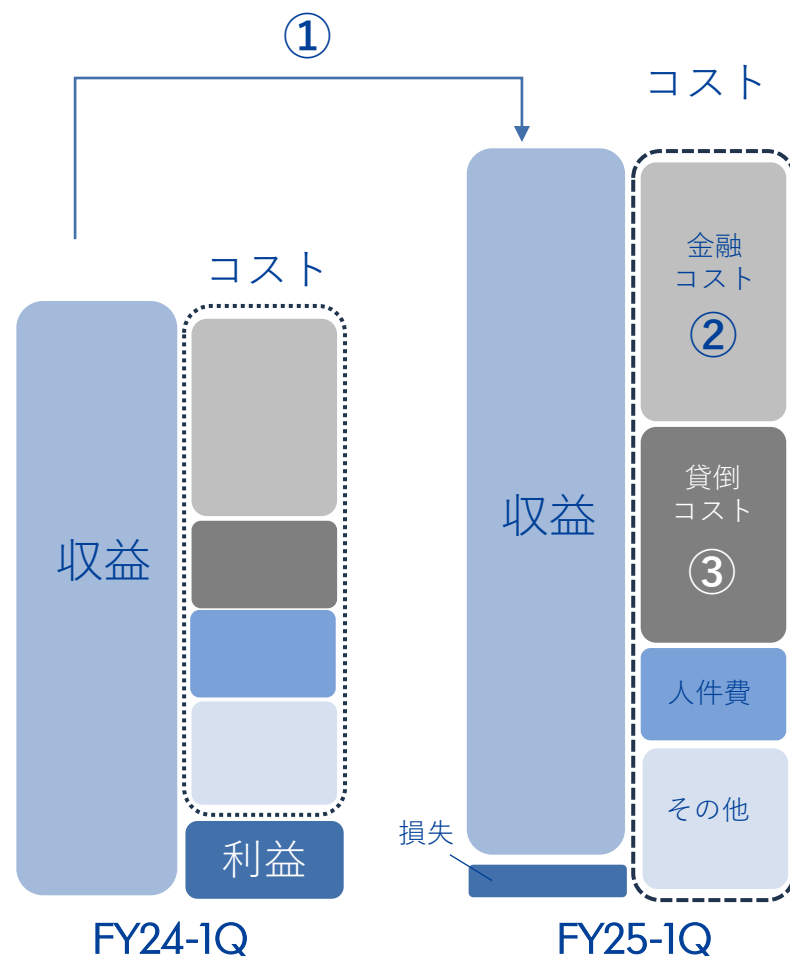 ①
コスト
収益
利益
FY24-1Q
コスト
収益
金融
コスト
②
貸倒
コスト
③
人件費
その他
損失
FY25-1Q